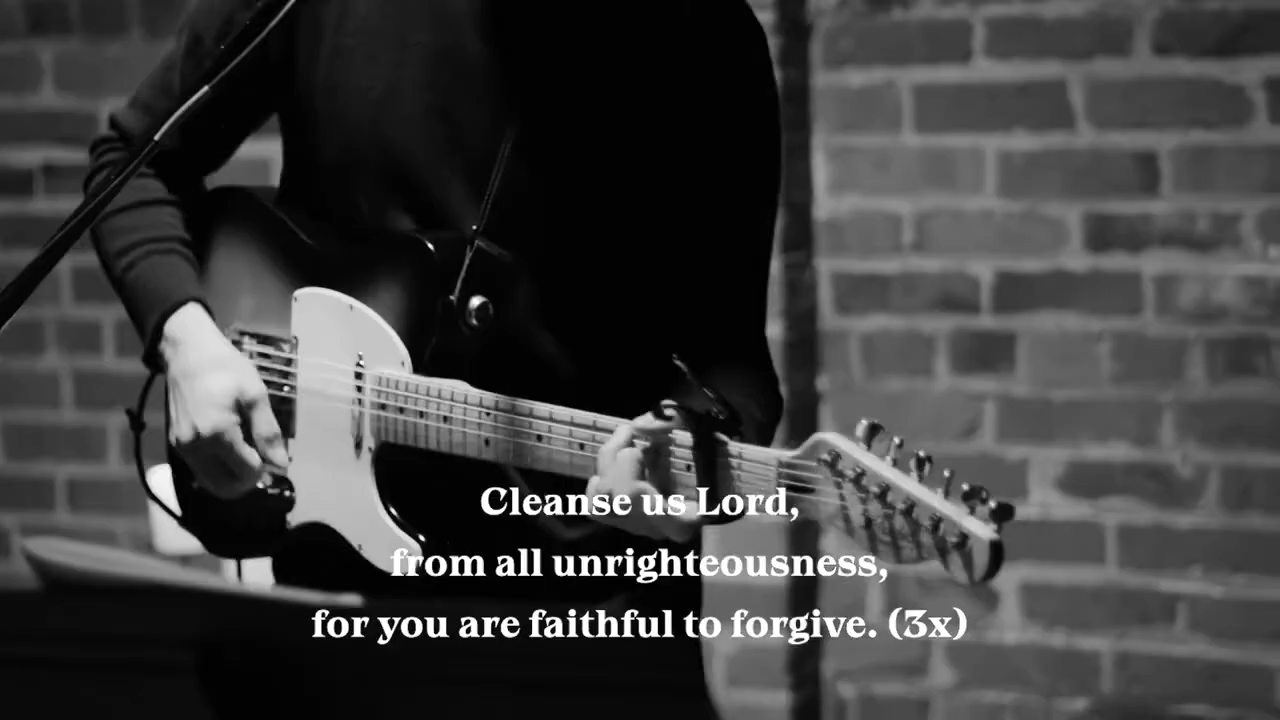 Cleanse us Lord,
from all unrighteousness,
for you are faithful to forgive. (3x)